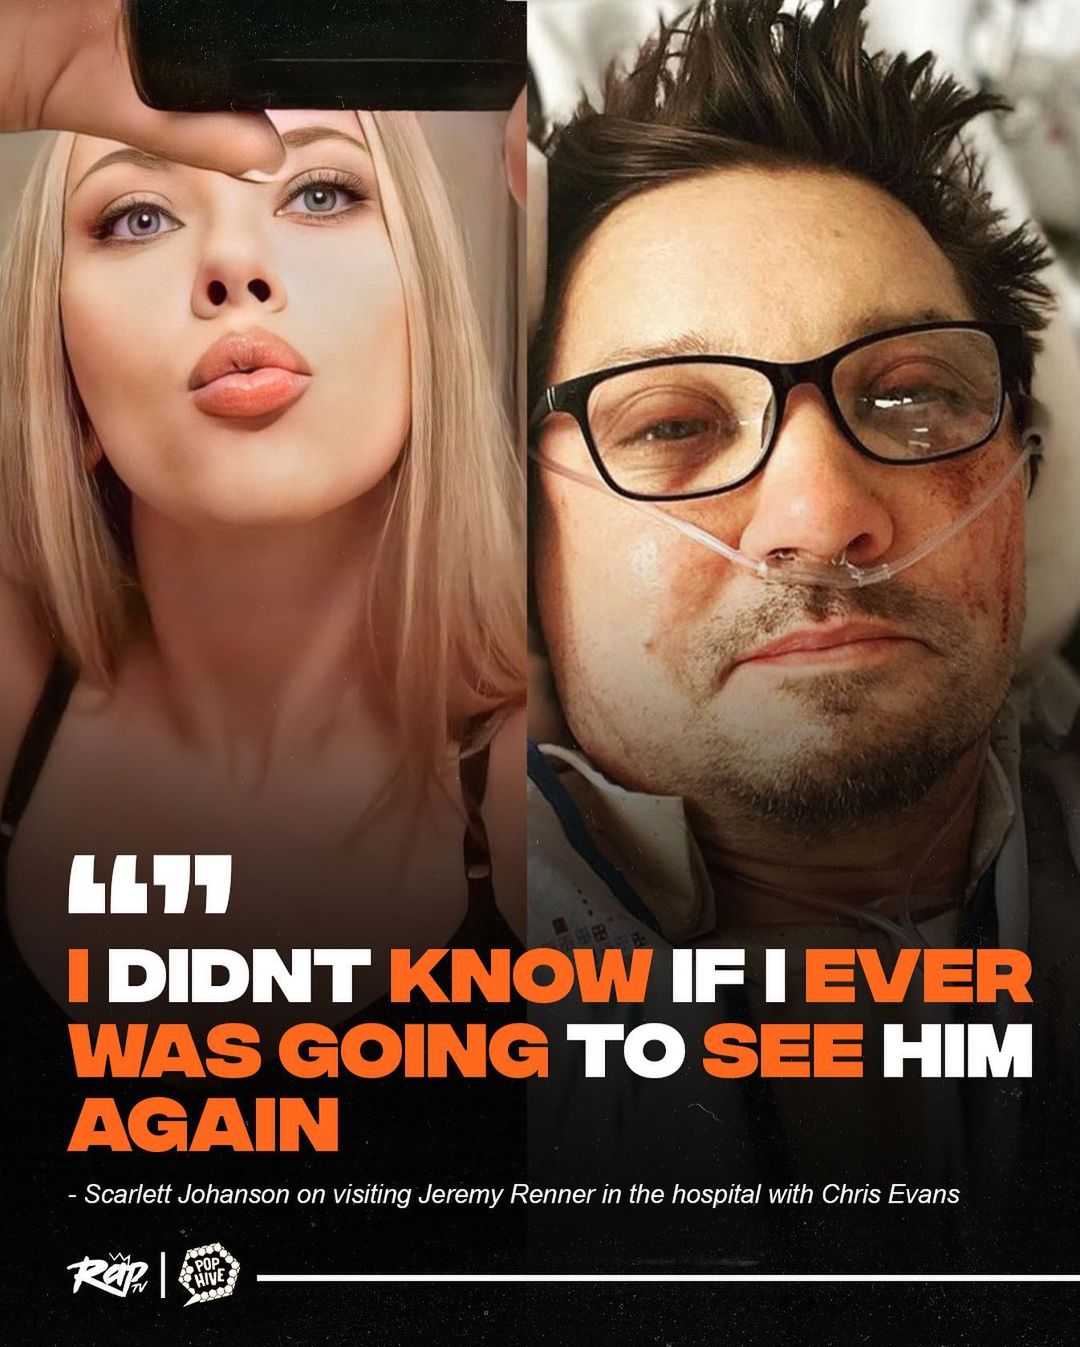 I DIDNT KNOW IF I EVER
WAS GOING TO SEE HIM
AGAIN
- Scarlett Johanson on visiting Jeremy Renner in the hospital with Chris Evans
Rap TV POP
HIVE